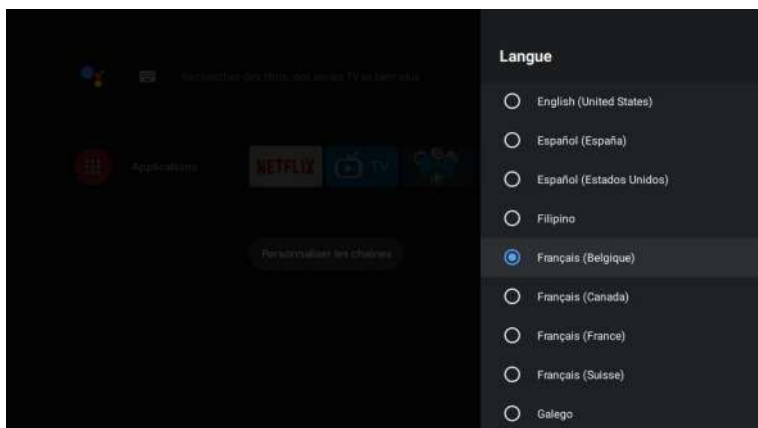 Langue
Rechercher des films, des séries TV et bien plus
English (United States)
Español (España)
Applications
NETFLIX
TV
Español (Estados Unidos)
Filipino
Personnaliser les chaînes
Français (Belgique)
Français (Canada)
Français (France)
Français (Suisse)
Galego